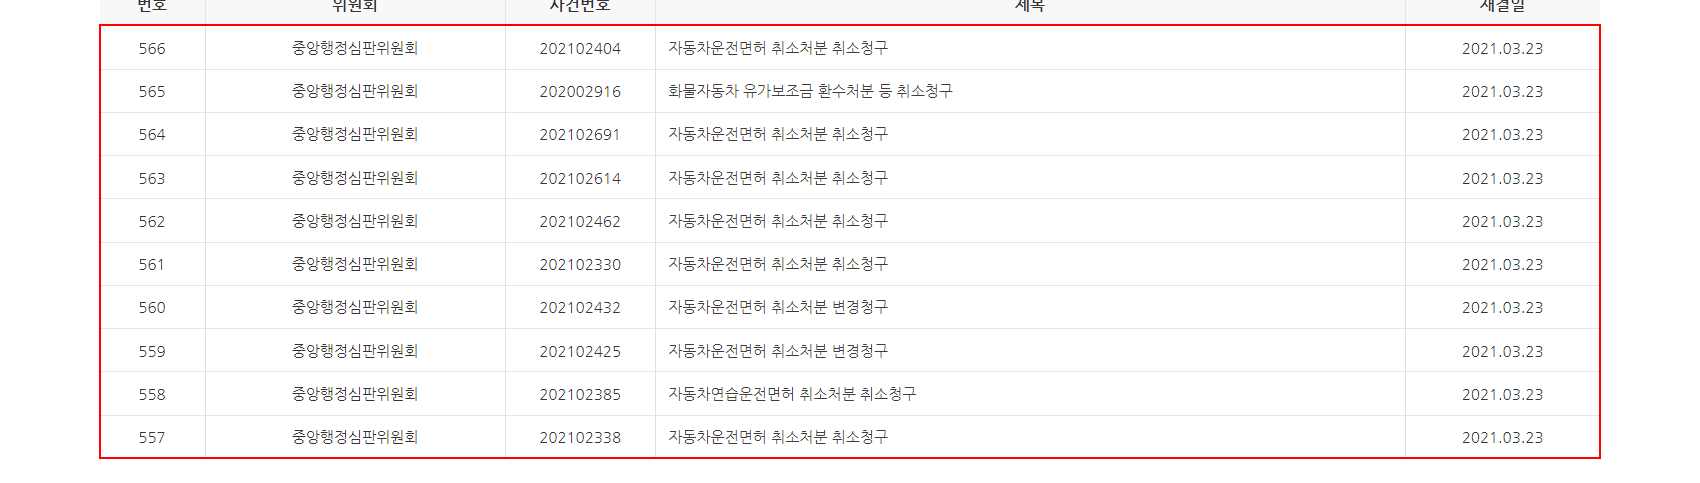 번호 위원회 사건번호 제목 재결일
566 중앙행정심판위원회 202102404 자동차운전면허 취소처분 취소청구 2021.03.23
565 중앙행정심판위원회 202002916 화물자동차 유가보조금 환수처분 등 취소청구 2021.03.23
564 중앙행정심판위원회 202102691 자동차운전면허 취소처분 취소청구 2021.03.23
563 중앙행정심판위원회 202102614 자동차운전면허 취소처분 취소청구 2021.03.23
562 중앙행정심판위원회 202102462 자동차운전면허 취소처분 취소청구 2021.03.23
561 중앙행정심판위원회 202102330 자동차운전면허 취소처분 취소청구 2021.03.23
560 중앙행정심판위원회 202102432 자동차운전면허 취소처분 변경청구 2021.03.23
559 중앙행정심판위원회 202102425 자동차운전면허 취소처분 변경청구 2021.03.23
558 중앙행정심판위원회 202102385 자동차연습운전면허 취소처분 취소청구 2021.03.23
557 중앙행정심판위원회 202102338 자동차운전면허 취소처분 취소청구 2021.03.23